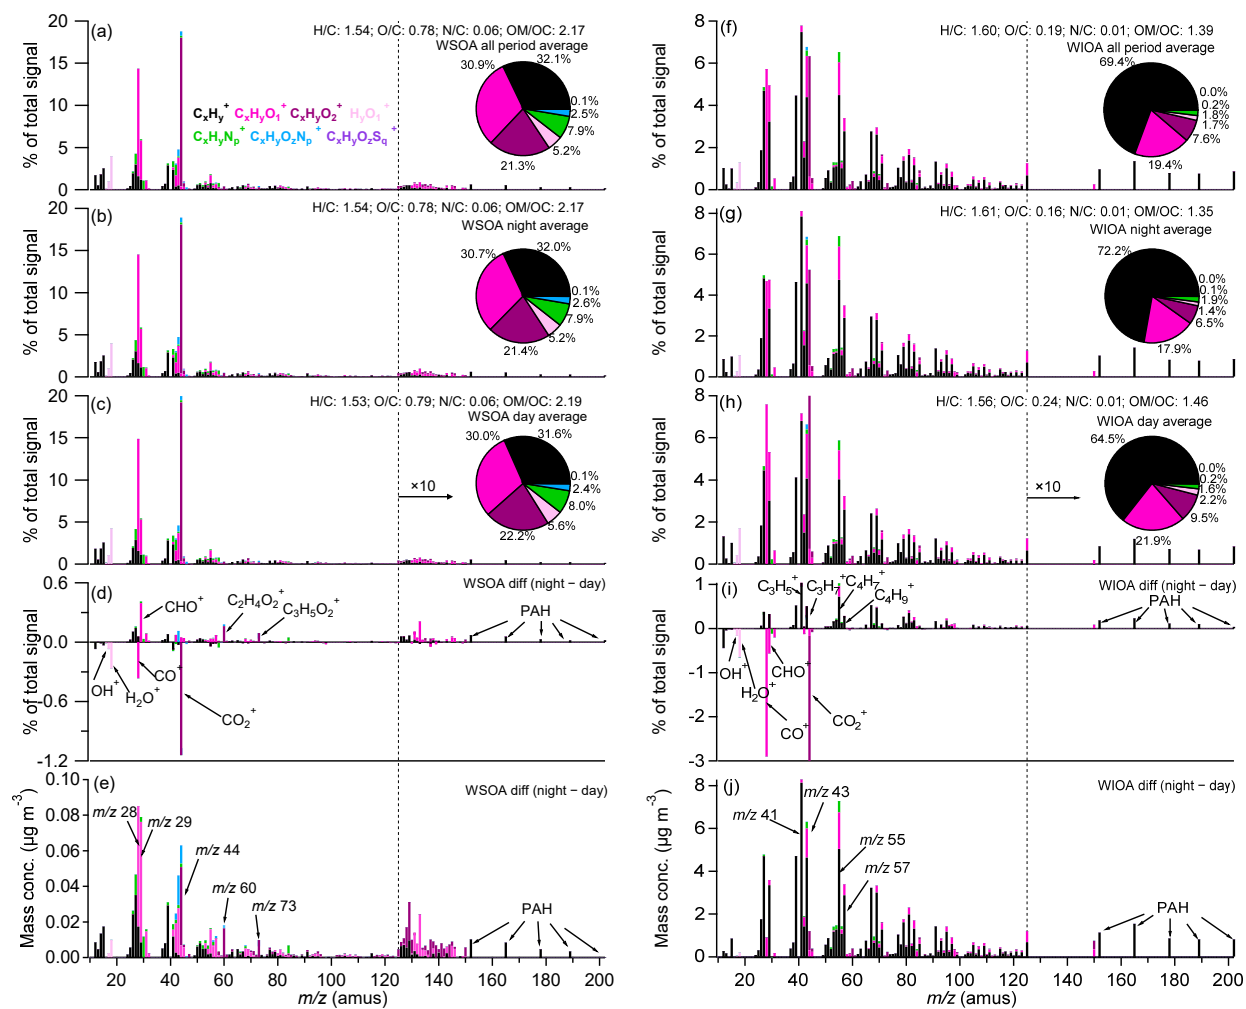 (a)
H/C: 1.54; O/C: 0.78; N/C: 0.06; OM/OC: 2.17
WSOA all period average
30.9%
32.1%
0.1%
2.5%
7.9%
5.2%
21.3%
CxHy+ CxHyO1+ CxHyO2+ HyO1+
CxHyNp+ CxHyO2Np+ CxHyO2Sq+
% of total signal
20
15
10
5
0
(b)
H/C: 1.54; O/C: 0.78; N/C: 0.06; OM/OC: 2.17
WSOA night average
30.7%
32.0%
0.1%
2.6%
7.9%
5.2%
21.4%
% of total signal
20
15
10
5
0
(c)
H/C: 1.53; O/C: 0.79; N/C: 0.06; OM/OC: 2.19
WSOA day average
30.0%
31.6%
0.1%
2.4%
8.0%
5.6%
22.2%
×10
% of total signal
20
15
10
5
0
(d)
WSOA diff (night − day)
CHO+
C2H4O2+
C3H5O2+
PAH
OH+
H2O+
CO+
CO2+
% of total signal
0.6
0.0
-0.6
-1.2
(e)
WSOA diff (night−day)
m/z 28
m/z 29
m/z 44
m/z 60
m/z 73
PAH
Mass conc. (µg m-3)
0.10
0.08
0.06
0.04
0.02
0.00
20 40 60 80 100 120 140 160 180 200
m/z (amus)
(f)
H/C: 1.60; O/C: 0.19; N/C: 0.01; OM/OC: 1.39
WIOA all period average
69.4%
0.0%
0.2%
1.8%
1.7%
7.6%
19.4%
% of total signal
8
6
4
2
0
(g)
H/C: 1.61; O/C: 0.16; N/C: 0.01; OM/OC: 1.35
WIOA night average
72.2%
0.0%
0.1%
1.9%
1.4%
6.5%
17.9%
% of total signal
8
6
4
2
0
(h)
H/C: 1.56; O/C: 0.24; N/C: 0.01; OM/OC: 1.46
WIOA day average
64.5%
0.0%
0.2%
1.6%
2.2%
9.5%
21.9%
×10
% of total signal
8
6
4
2
0
(i)
WIOA diff (night − day)
C3H5+
C3H7+
C4H7+
C4H9+
PAH
OH+
H2O+
CHO+
CO+
CO2+
% of total signal
1
0
-1
-2
-3
(j)
WIOA diff (night − day)
m/z 41
m/z 43
m/z 55
m/z 57
PAH
Mass conc. (µg m-3)
8
6
4
2
0
20 40 60 80 100 120 140 160 180 200
m/z (amus)